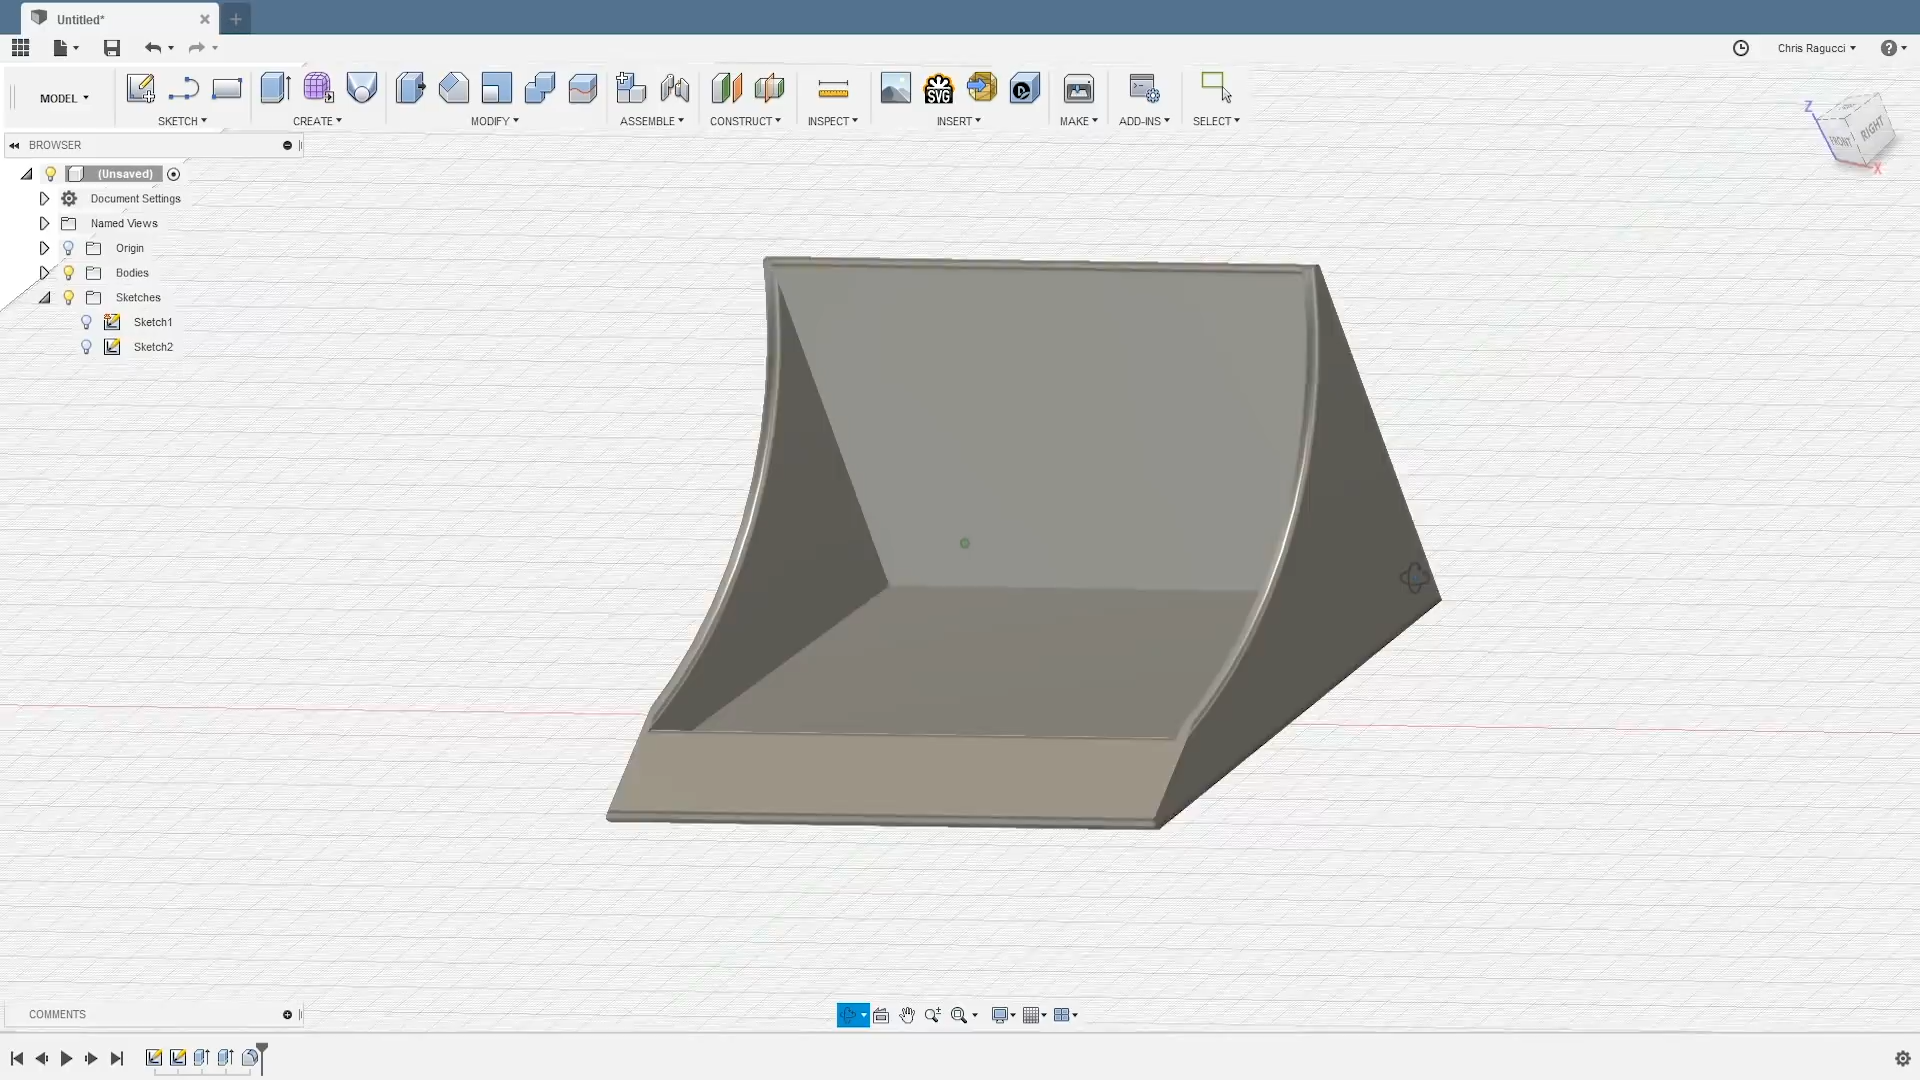 Untitled*
Chris Ragucci
MODEL
SKETCH
CREATE
MODIFY
ASSEMBLE
CONSTRUCT
INSPECT
SVG
INSERT
MAKE
ADD-INS
SELECT
Z
FRONT
RIGHT
X
BROWSER
(Unsaved)
Document Settings
Named Views
Origin
Bodies
Sketches
Sketch1
Sketch2
COMMENTS